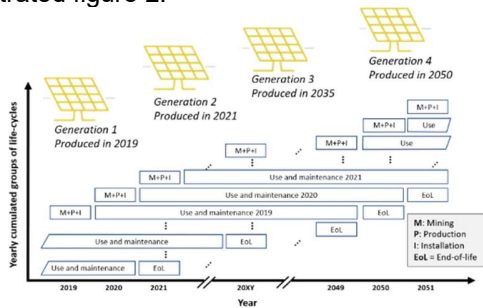 Generation 1
Produced in 2019
Generation 2
Produced in 2021
Generation 3
Produced in 2035
Generation 4
Produced in 2050
Yearly cumulated groups of life-cycles
M+P+I
M+P+I Use
M+P+I M+P+I Use
M+P+I Use and maintenance 2021
M+P+I Use and maintenance 2020 EoL
M+P+I Use and maintenance 2019 EoL
EoL
Use and maintenance EoL
Use and maintenance EoL
M: Mining
P: Production
I: Installation
EoL = End-of-life
2019 2020 2021 20XY 2049 2050 2051
Year